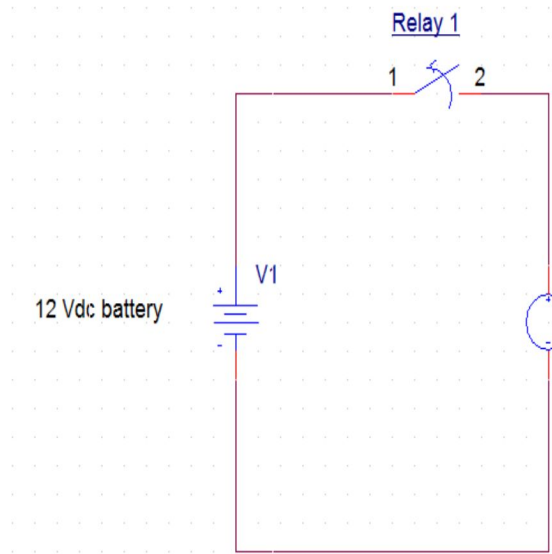 Relay 1
1 2
V1
+
12 Vdc battery
-
+
-